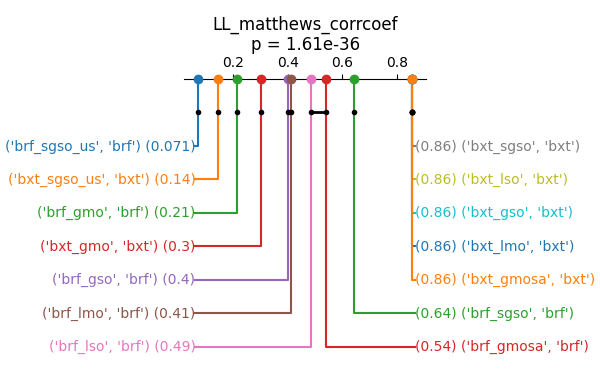 LL_matthews_corrcoef
p = 1.61e-36
0.2 0.4 0.6 0.8
('brf_sgso_us', 'brf') (0.071) (0.86) ('bxt_sgso', 'bxt')
('bxt_sgso_us', 'bxt') (0.14) (0.86) ('bxt_lso', 'bxt')
('brf_gmo', 'brf') (0.21) (0.86) ('bxt_gso', 'bxt')
('bxt_gmo', 'bxt') (0.3) (0.86) ('bxt_lmo', 'bxt')
('brf_gso', 'brf') (0.4) (0.86) ('bxt_gmosa', 'bxt')
('brf_lmo', 'brf') (0.41) (0.64) ('brf_sgso', 'brf')
('brf_lso', 'brf') (0.49) (0.54) ('brf_gmosa', 'brf')